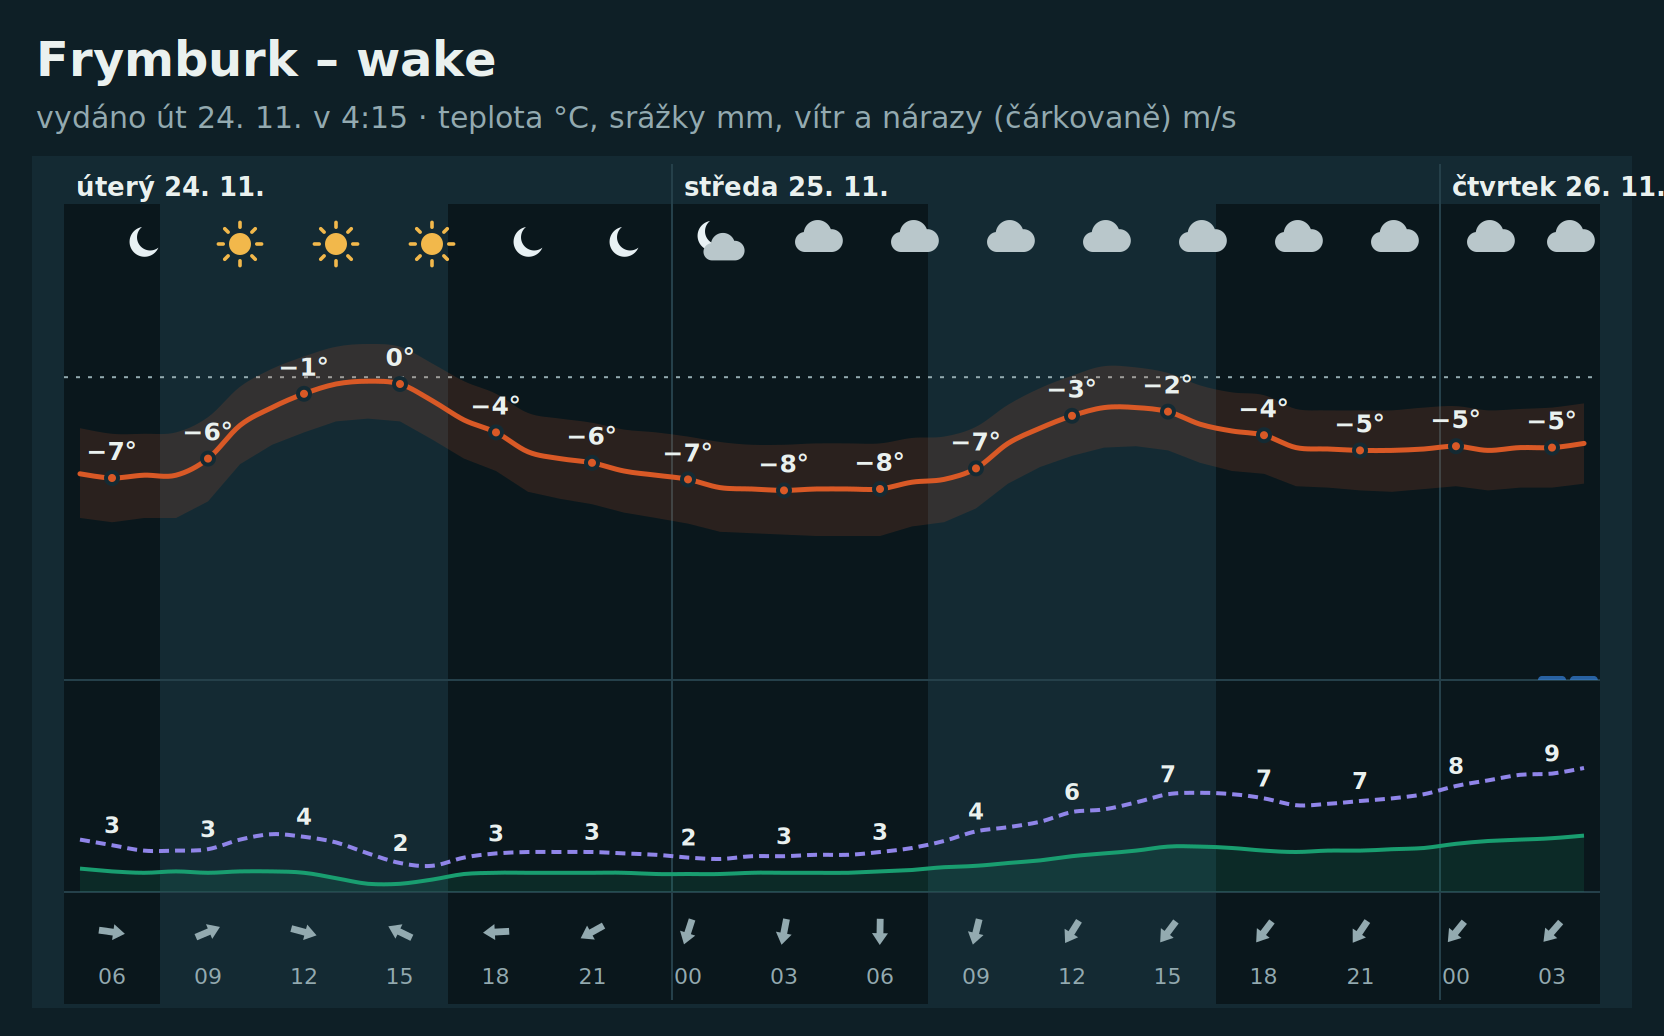 Frymburk – wake
vydáno út 24. 11. v 4:15 · teplota °C, srážky mm, vítr a nárazy (čárkovaně) m/s
úterý 24. 11. středa 25. 11. čtvrtek 26. 11.
−7° −6° −1° 0° −4° −6° −7° −8° −8° −7° −3° −2° −4° −5° −5° −5°
3 3 4 2 3 3 2 3 3 4 6 7 7 7 8 9
06 09 12 15 18 21 00 03 06 09 12 15 18 21 00 03